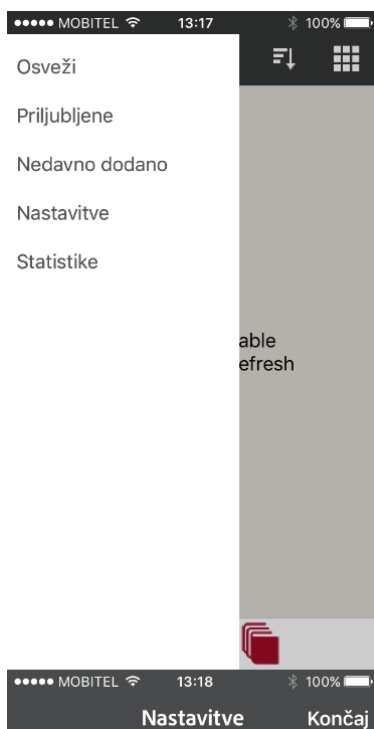 MOBITEL 13:17 100%
Osveži
Priljubljene
Nedavno dodano
Nastavitve
Statistike
able
efresh
MOBITEL 13:18 100%
Nastavitve Končaj